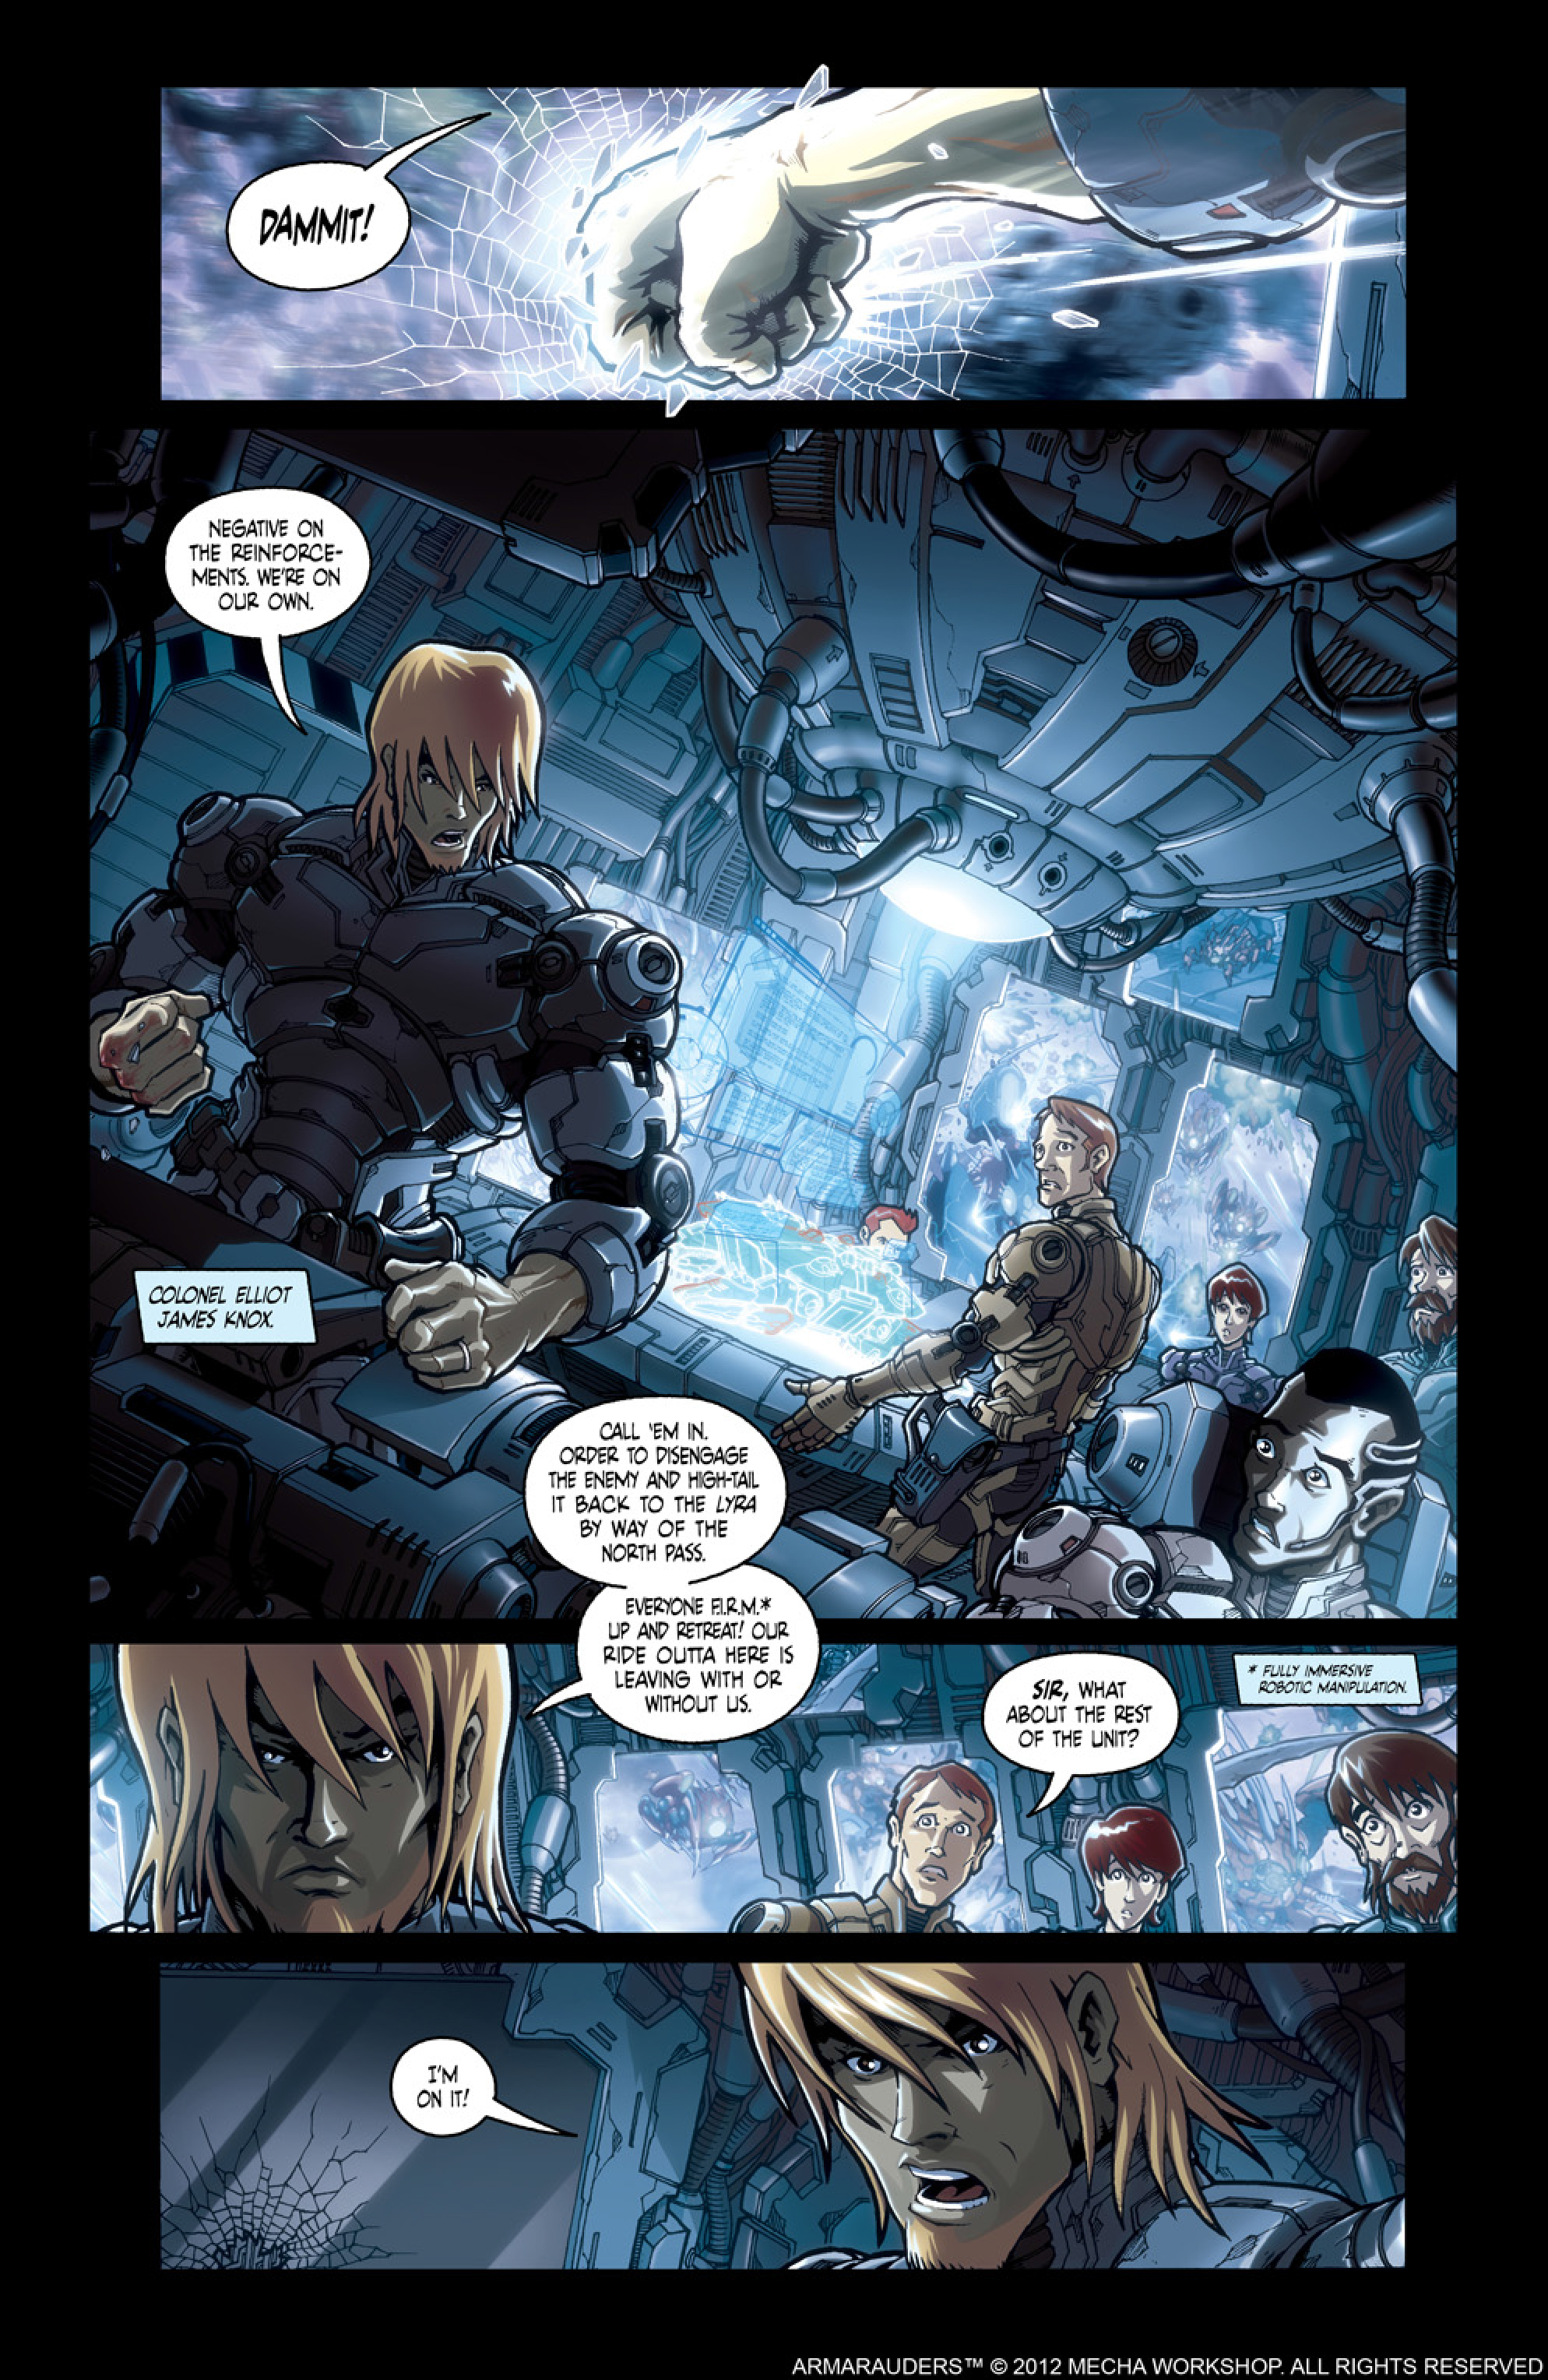 DAMMIT!
NEGATIVE ON
THE REINFORCE-
MENTS. WE'RE ON
OUR OWN.
COLONEL ELLIOT
JAMES KNOX.
CALL 'EM IN.
ORDER TO DISENGAGE
THE ENEMY AND HIGH-TAIL
IT BACK TO THE LYRA
BY WAY OF THE
NORTH PASS.
EVERYONE F.I.R.M.*
UP AND RETREAT! OUR
RIDE OUTTA HERE IS
LEAVING WITH OR
WITHOUT US.
SIR, WHAT
ABOUT THE REST
OF THE UNIT?
* FULLY IMMERSIVE
ROBOTIC MANIPULATION.
I'M
ON IT!
ARMARAUDERS™ © 2012 MECHA WORKSHOP. ALL RIGHTS RESERVED